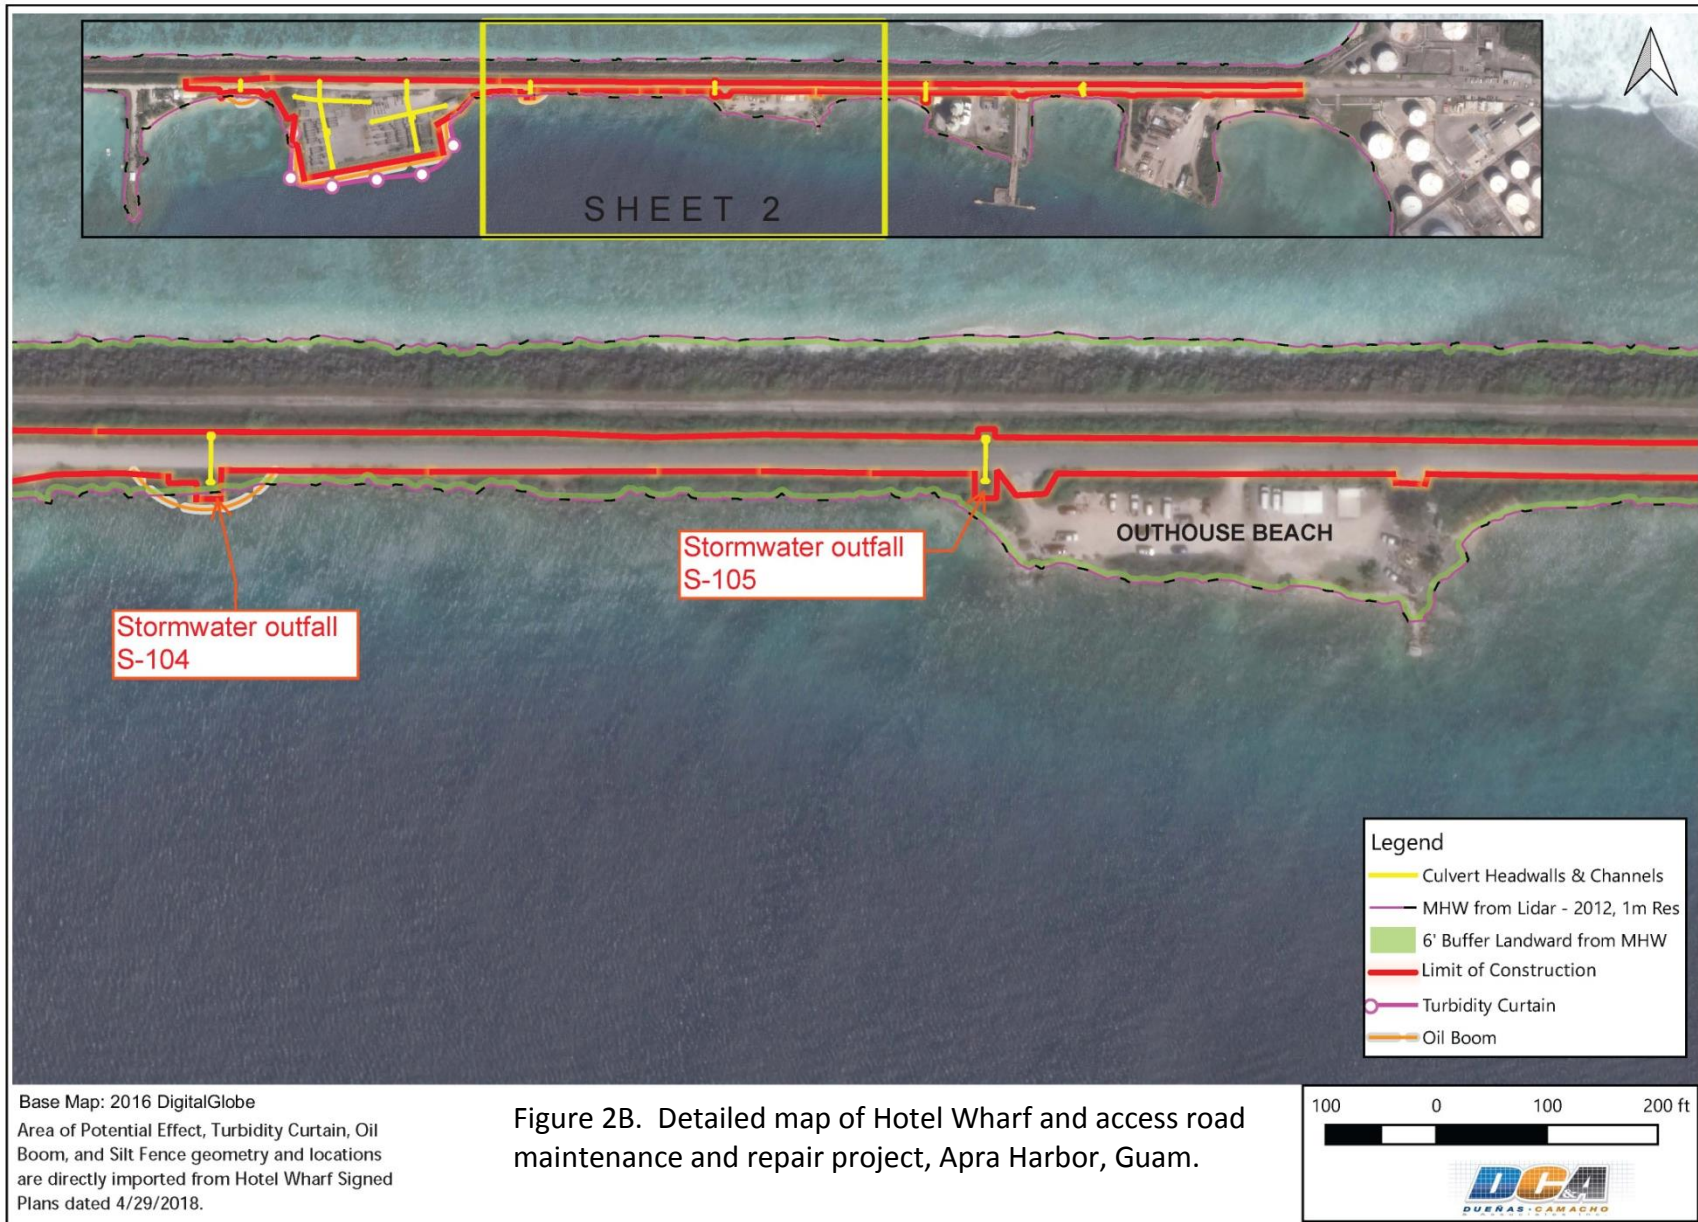 SHEET 2
OUTHOUSE BEACH
Stormwater outfall
S-105
Stormwater outfall
S-104
Legend
Culvert Headwalls & Channels
MHW from Lidar - 2012, 1m Res
6' Buffer Landward from MHW
Limit of Construction
Turbidity Curtain
Oil Boom
Base Map: 2016 DigitalGlobe
Area of Potential Effect, Turbidity Curtain, Oil
Boom, and Silt Fence geometry and locations
are directly imported from Hotel Wharf Signed
Plans dated 4/29/2018.
Figure 2B. Detailed map of Hotel Wharf and access road
maintenance and repair project, Apra Harbor, Guam.
100 0 100 200 ft
DC&A
DUEÑAS · CAMACHO